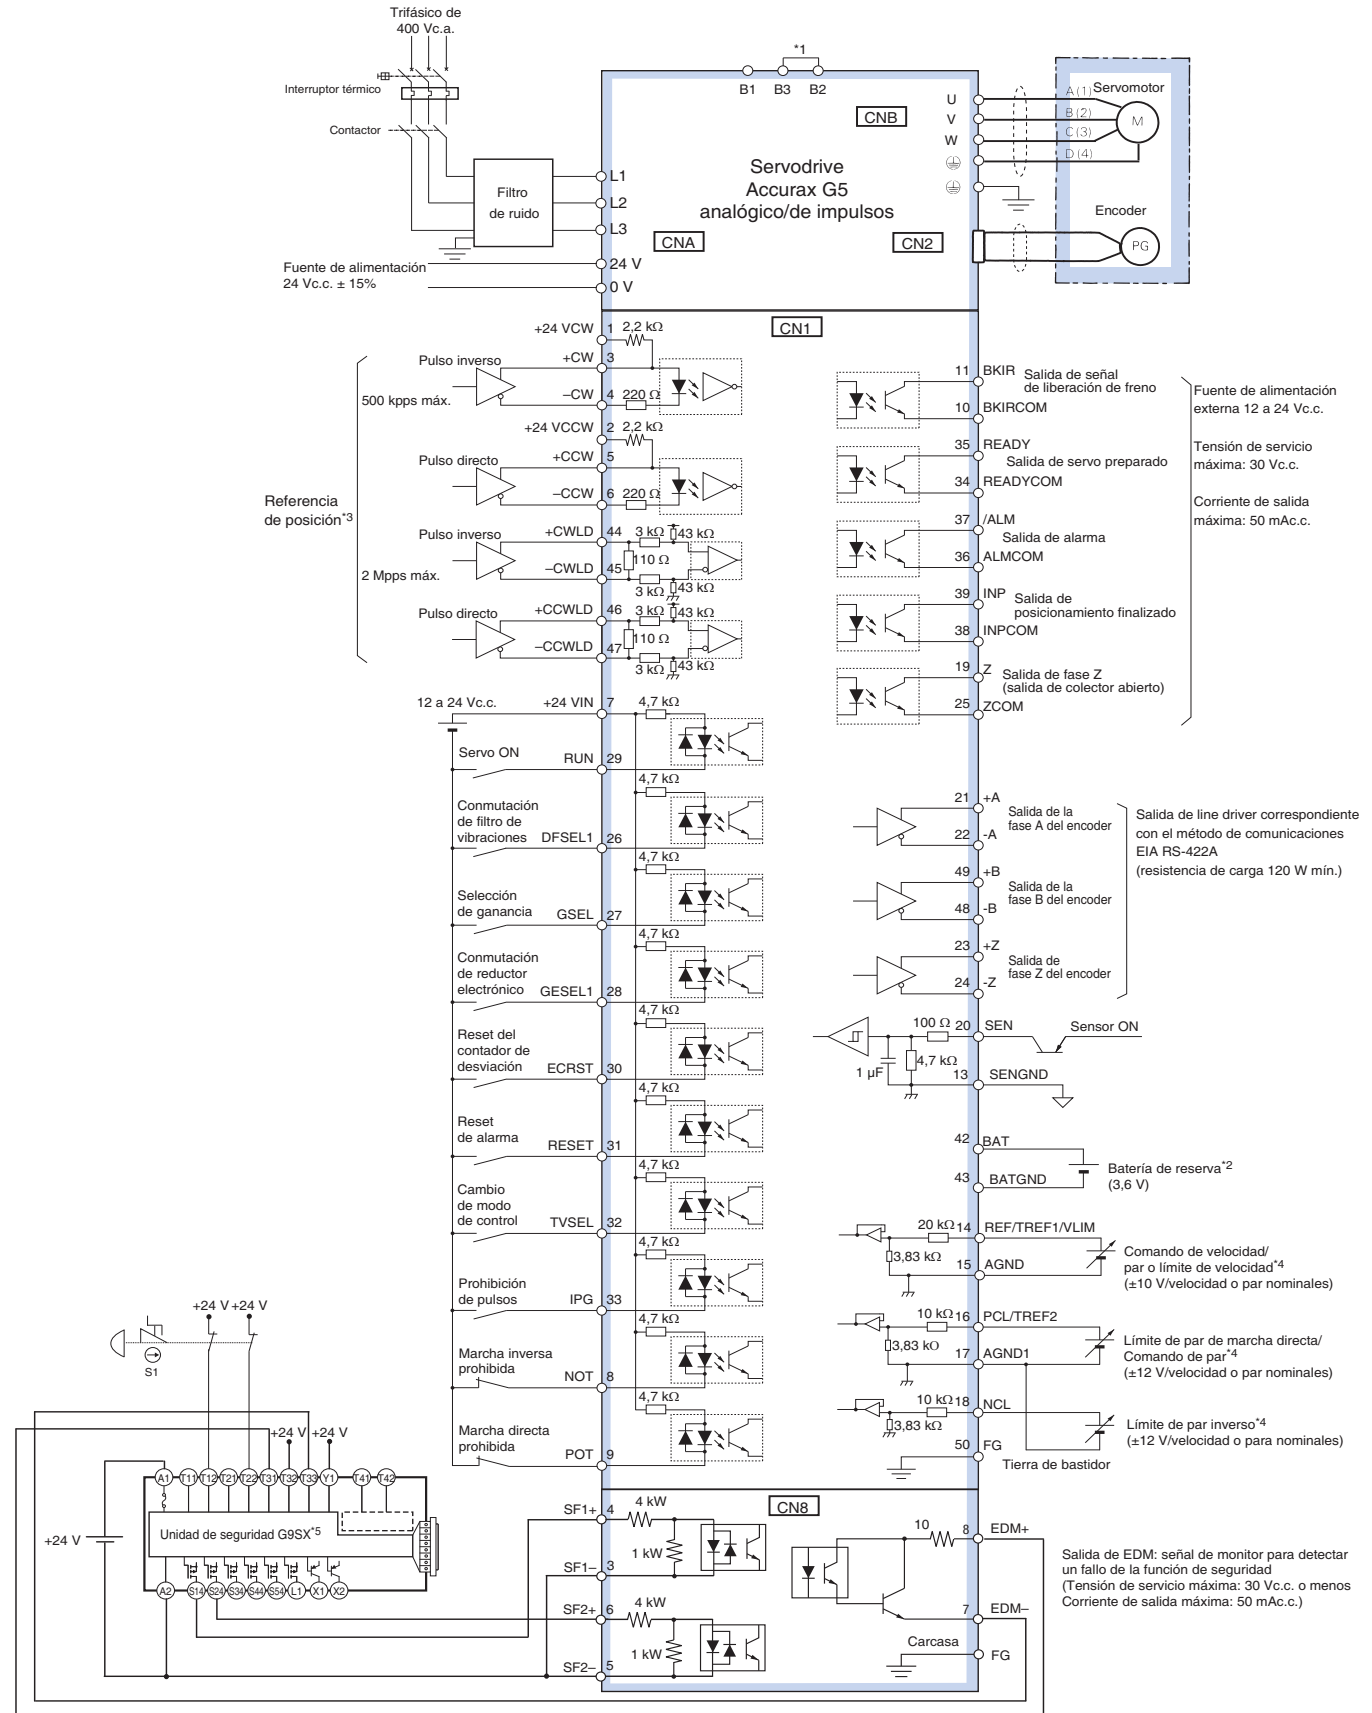 Trifásico de
400 Vc.a.
Interruptor térmico
Contactor
Filtro
de ruido
L1
L2
L3
Fuente de alimentación
24 Vc.c. ± 15%
24 V
0 V
*1
B1 B3 B2
CNB
Servodrive
Accurax G5
analógico/de impulsos
CNA
CN2
U
V
W
A (1)
B (2)
C (3)
D (4)
Servomotor
M
Encoder
PG
CN1
Referencia
de posición*3
500 kpps máx.
2 Mpps máx.
+24 VCW 1 2,2 kΩ
Pulso inverso
+CW 3
–CW 4 220 Ω
+24 VCCW 2 2,2 kΩ
Pulso directo
+CCW 5
–CCW 6 220 Ω
Pulso inverso
+CWLD 44 3 kΩ 43 kΩ
110 Ω
–CWLD 45
3 kΩ 43 kΩ
Pulso directo
+CCWLD 46 3 kΩ 43 kΩ
110 Ω
–CCWLD 47
3 kΩ 43 kΩ
12 a 24 Vc.c.
+24 VIN 7 4,7 kΩ
Servo ON
RUN 29
4,7 kΩ
Conmutación
de filtro de
vibraciones
DFSEL1 26
4,7 kΩ
Selección
de ganancia
GSEL 27
4,7 kΩ
Conmutación
de reductor
electrónico
GESEL1 28
4,7 kΩ
Reset del
contador de
desviación
ECRST 30
4,7 kΩ
Reset
de alarma
RESET 31
4,7 kΩ
Cambio
de modo
de control
TVSEL 32
4,7 kΩ
Prohibición
de pulsos
IPG 33
4,7 kΩ
Marcha inversa
prohibida
NOT 8
4,7 kΩ
Marcha directa
prohibida
POT 9
11 BKIR
Salida de señal
de liberación de freno
10 BKIRCOM
35 READY
Salida de servo preparado
34 READYCOM
37 /ALM
Salida de alarma
36 ALMCOM
39 INP
Salida de
posicionamiento finalizado
38 INPCOM
19 Z
Salida de fase Z
(salida de colector abierto)
25 ZCOM
Fuente de alimentación
externa 12 a 24 Vc.c.
Tensión de servicio
máxima: 30 Vc.c.
Corriente de salida
máxima: 50 mAc.c.
21 +A
Salida de la
fase A del encoder
22 -A
49 +B
Salida de la
fase B del encoder
48 -B
23 +Z
Salida de
fase Z del encoder
24 -Z
Salida de line driver correspondiente
con el método de comunicaciones
EIA RS-422A
(resistencia de carga 120 W mín.)
100 Ω 20 SEN
Sensor ON
4,7 kΩ
1 µF
13 SENGND
42 BAT
Batería de reserva*2
(3,6 V)
43 BATGND
20 kΩ 14 REF/TREF1/VLIM
3,83 kΩ
15 AGND
Comando de velocidad/
par o límite de velocidad*4
(±10 V/velocidad o par nominales)
10 kΩ 16 PCL/TREF2
3,83 kΩ
17 AGND1
Límite de par de marcha directa/
Comando de par*4
(±12 V/velocidad o par nominales)
10 kΩ 18 NCL
3,83 kΩ
Límite de par inverso*4
(±12 V/velocidad o para nominales)
50 FG
Tierra de bastidor
+24 V +24 V
S1
+24 V +24 V
A1 T11 T12 T21 T22 T31 T32 T33 Y1 T41 T42
Unidad de seguridad G9SX*5
+24 V
A2 S14 S24 S34 S44 S54 L1 X1 X2
CN8
SF1+ 4 4 kW
1 kW
SF1– 3
SF2+ 6 4 kW
1 kW
SF2– 5
10 8 EDM+
7 EDM–
Carcasa
FG
Salida de EDM: señal de monitor para detectar
un fallo de la función de seguridad
(Tensión de servicio máxima: 30 Vc.c. o menos
Corriente de salida máxima: 50 mAc.c.)